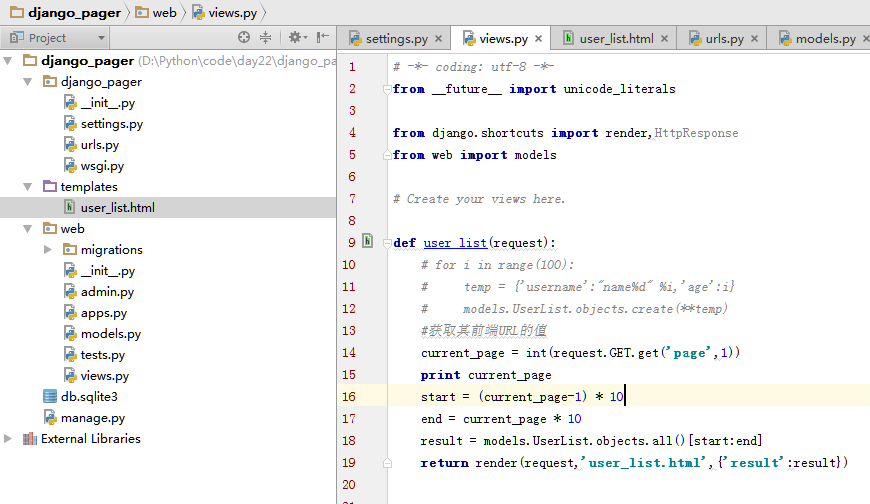 django_pager web views.py
Project
settings.py views.py user_list.html urls.py models.py
django_pager (D:\Python\code\day22\django_pa
django_pager
__init__.py
settings.py
urls.py
wsgi.py
templates
user_list.html
web
migrations
__init__.py
admin.py
apps.py
models.py
tests.py
views.py
db.sqlite3
manage.py
External Libraries
1 # -*- coding: utf-8 -*-
2 from __future__ import unicode_literals
3
4 from django.shortcuts import render,HttpResponse
5 from web import models
6
7 # Create your views here.
8
9 def user_list(request):
10 # for i in range(100):
11 #     temp = {'username':"name%d" %i,'age':i}
12 #     models.UserList.objects.create(**temp)
13 #获取某前端URL的值
14 current_page = int(request.GET.get('page',1))
15 print current_page
16 start = (current_page-1) * 10
17 end = current_page * 10
18 result = models.UserList.objects.all()[start:end]
19 return render(request,'user_list.html',{'result':result})
20